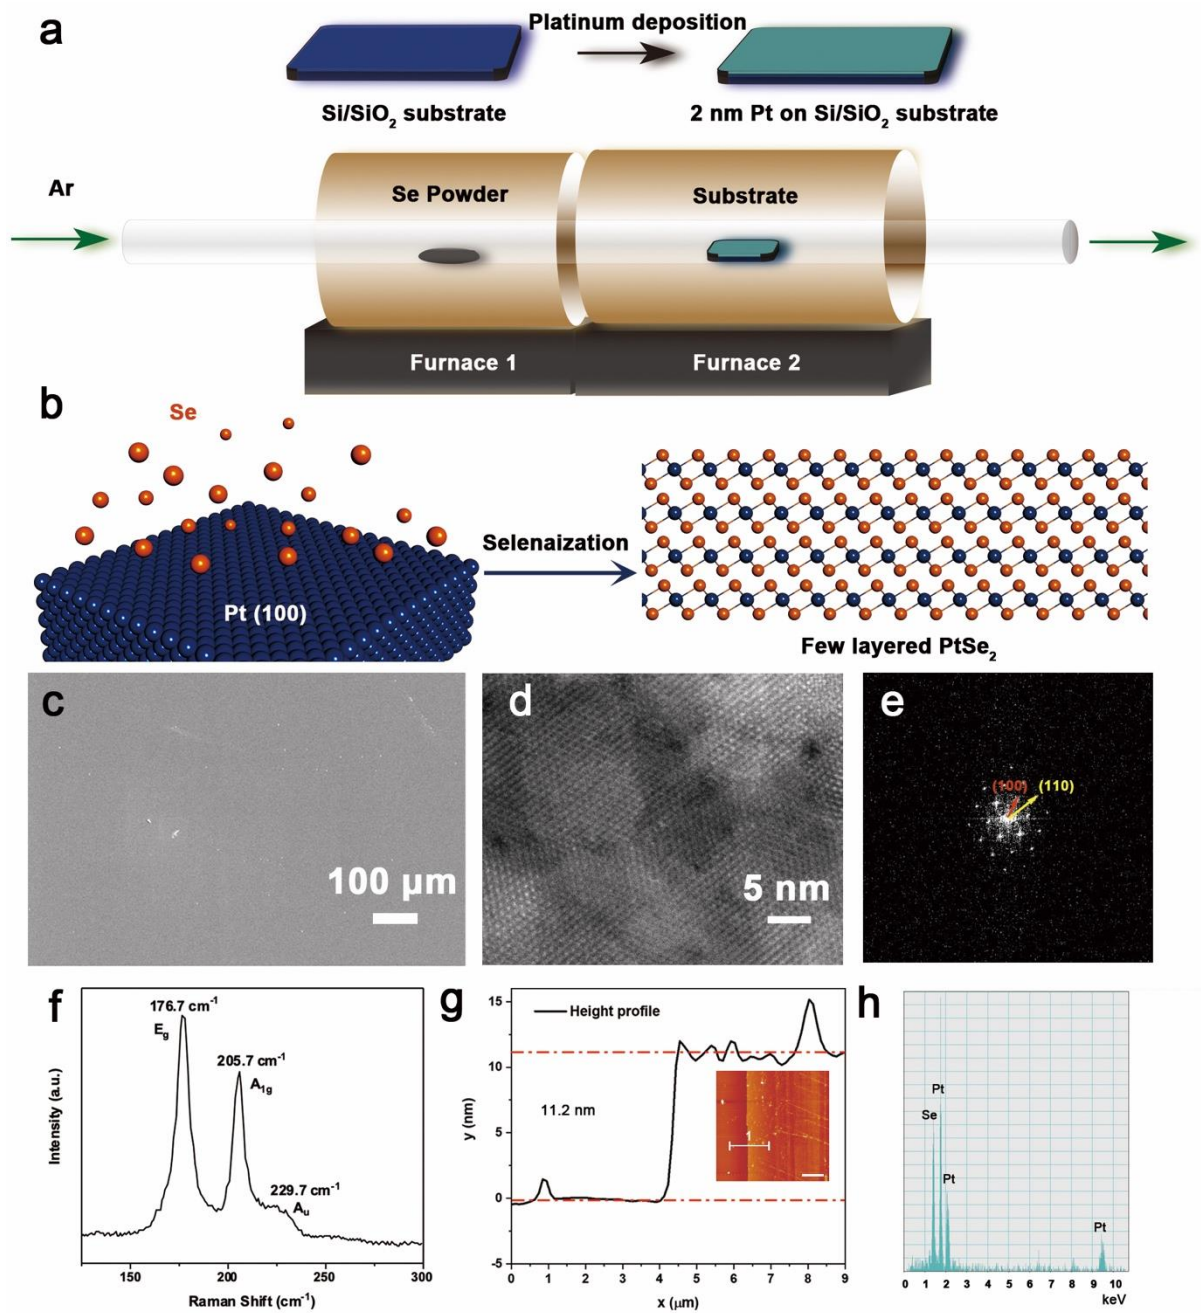 a
Platinum deposition
Si/SiO₂ substrate
2 nm Pt on Si/SiO₂ substrate
Ar
Se Powder
Substrate
Furnace 1
Furnace 2
b
Se
Selenaization
Pt (100)
Few layered PtSe₂
c
100 μm
d
5 nm
e
(100)
(110)
f
176.7 cm⁻¹
E_g
205.7 cm⁻¹
A_1g
229.7 cm⁻¹
A_u
Intensity (a.u.)
150 200 250 300
Raman Shift (cm⁻¹)
g
Height profile
15
10
5
0
-5
y (nm)
11.2 nm
1
0 1 2 3 4 5 6 7 8 9
x (μm)
h
Pt
Se
Pt
Pt
0 1 2 3 4 5 6 7 8 9 10
keV